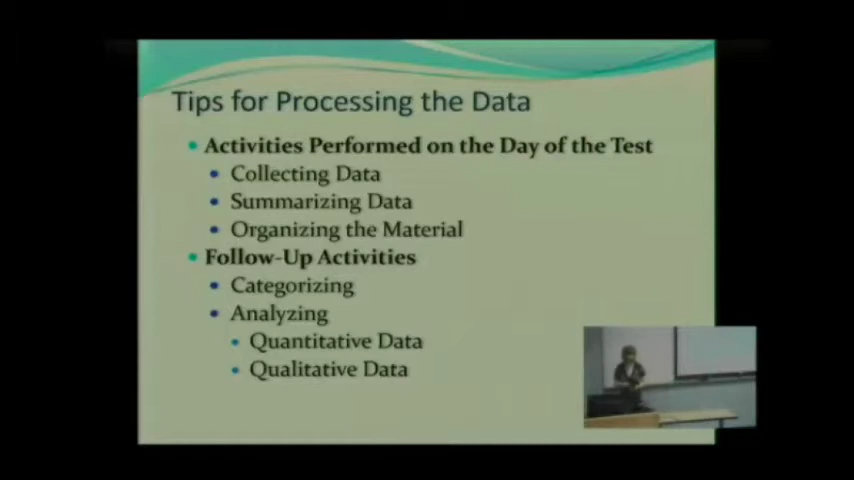 Tips for Processing the Data
Activities Performed on the Day of the Test
Collecting Data
Summarizing Data
Organizing the Material
Follow-Up Activities
Categorizing
Analyzing
Quantitative Data
Qualitative Data